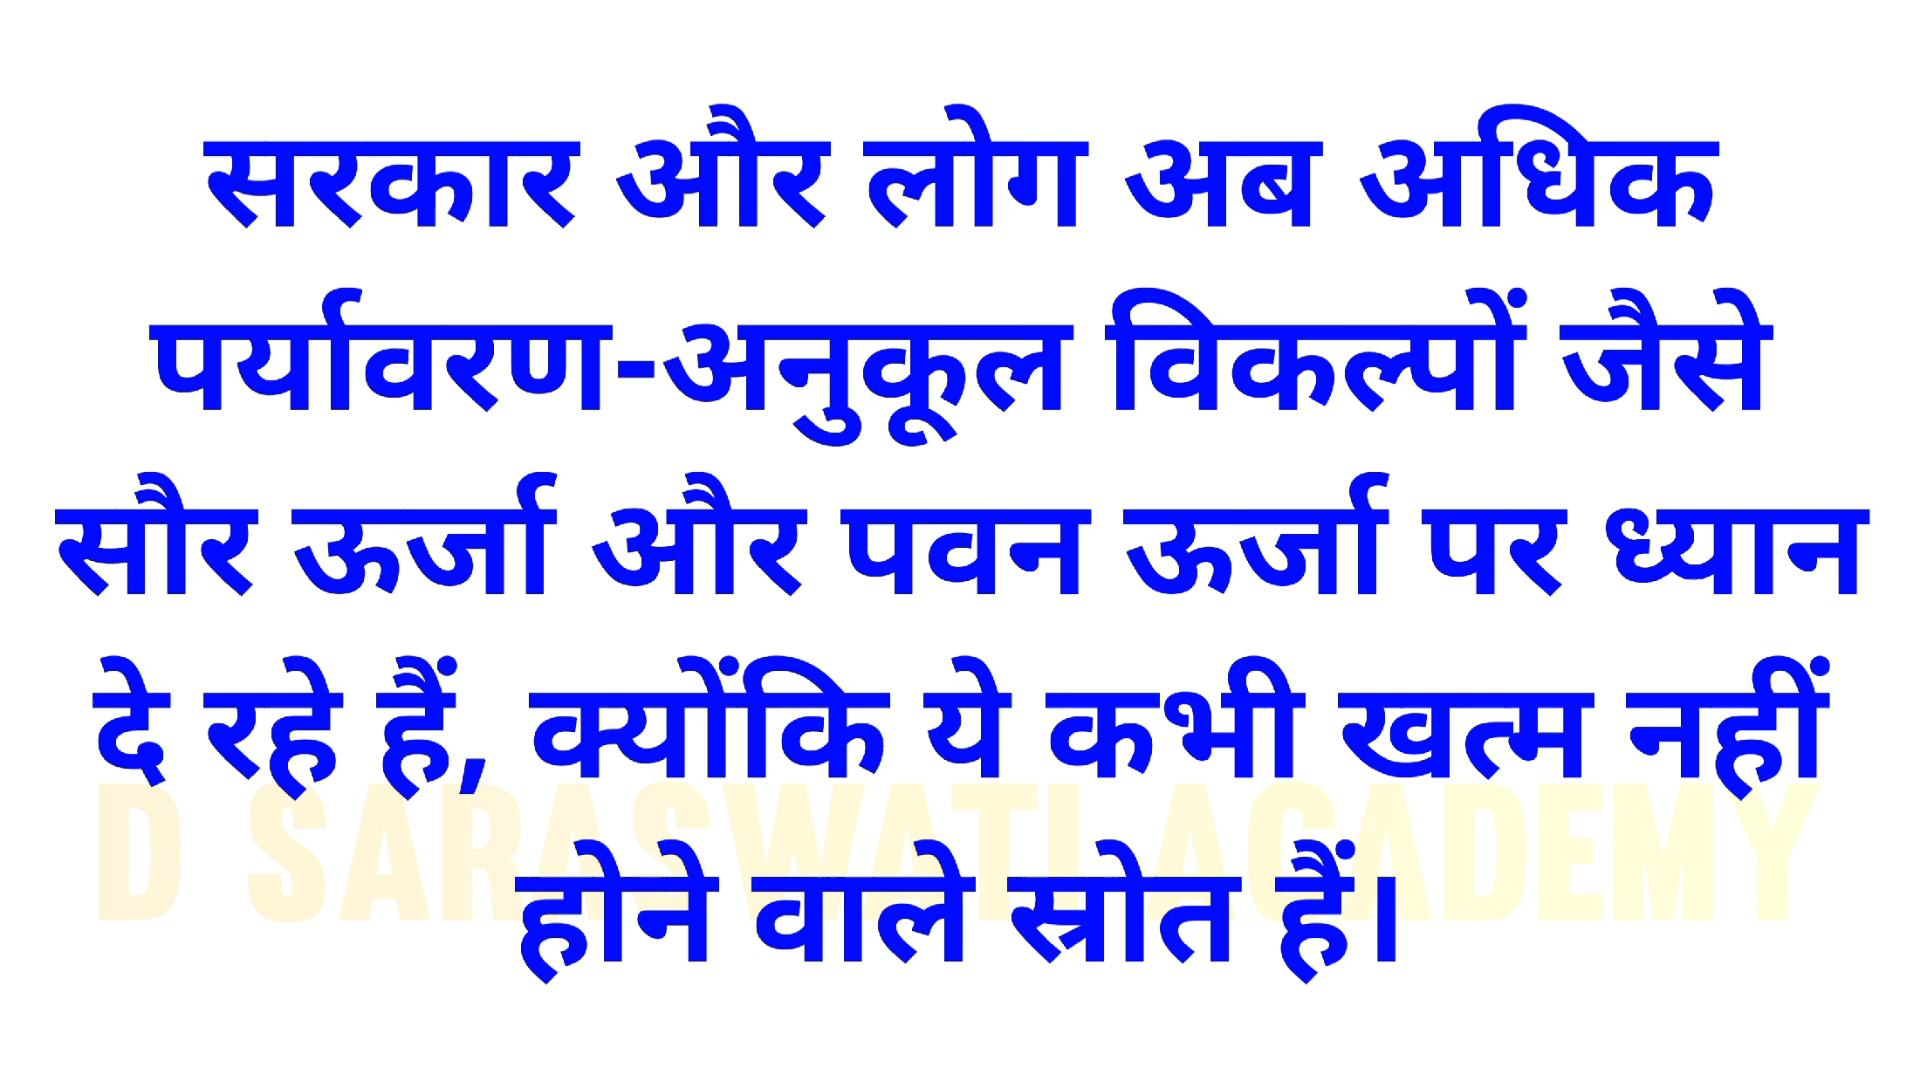 सरकार और लोग अब अधिक
पर्यावरण-अनुकूल विकल्पों जैसे
सौर ऊर्जा और पवन ऊर्जा पर ध्यान
दे रहे हैं, क्योंकि ये कभी खत्म नहीं
D SARASWATI ACADEMY
होने वाले स्रोत हैं।